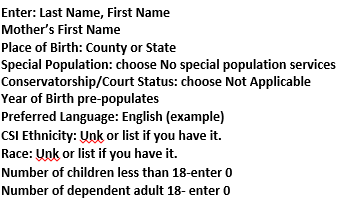 Enter: Last Name, First Name
Mother's First Name
Place of Birth: County or State
Special Population: choose No special population services
Conservatorship/Court Status: choose Not Applicable
Year of Birth pre-populates
Preferred Language: English (example)
CSI Ethnicity: Unk or list if you have it.
Race: Unk or list if you have it.
Number of children less than 18-enter 0
Number of dependent adult 18- enter 0